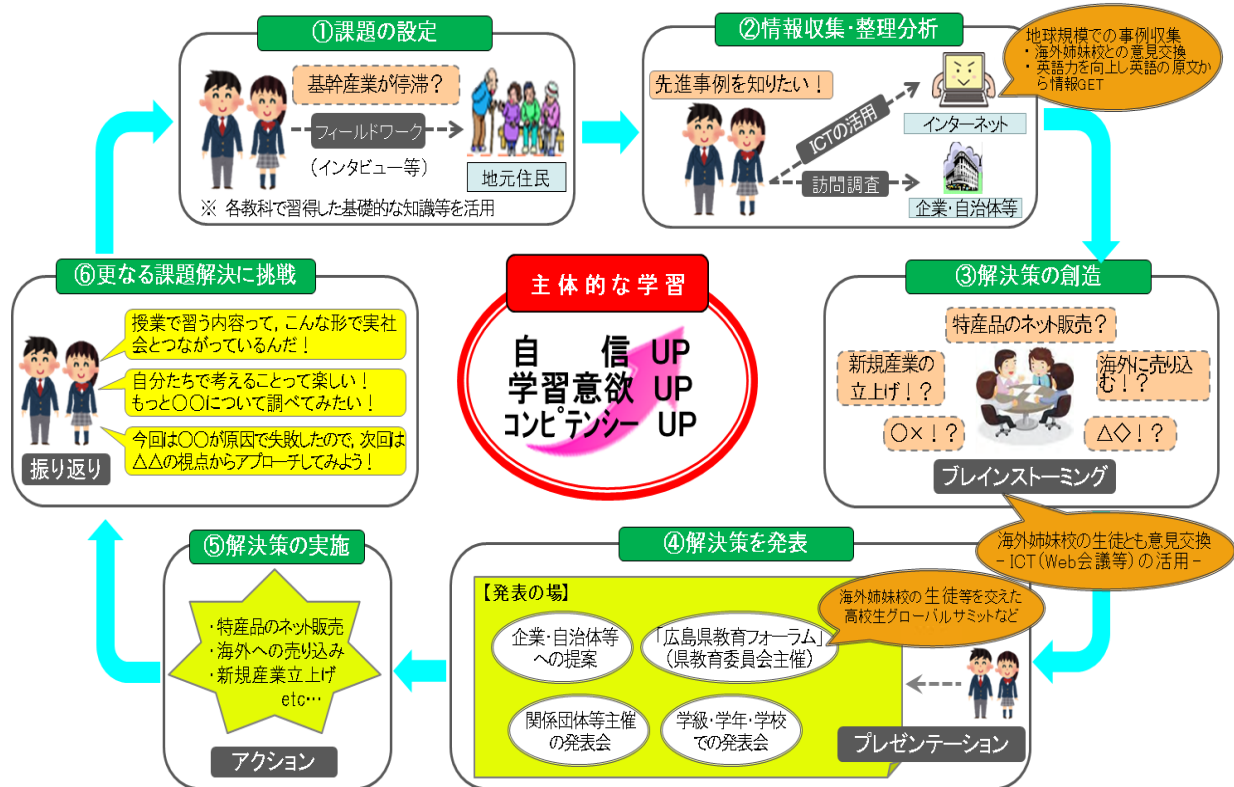 ①課題の設定
基幹産業が停滞？
フィールドワーク
（インタビュー等）
地元住民
※ 各教科で習得した基礎的な知識等を活用
②情報収集・整理分析
先進事例を知りたい！
ICTの活用
訪問調査
インターネット
企業・自治体等
地球規模での事例収集
・海外姉妹校との意見交換
・英語力を向上し英語の原文か
ら情報GET
③解決策の創造
特産品のネット販売？
新規産業の
立上げ！？
海外に売り込
む！？
○×！？
△◇！？
ブレインストーミング
海外姉妹校の生徒とも意見交換
－ICT（Web会議等）の活用－
④解決策を発表
【発表の場】
企業・自治体等
への提案
「広島県教育フォーラム」
（県教育委員会主催）
関係団体等主催
の発表会
学級・学年・学校
での発表会
海外姉妹校の生徒等を交えた
高校生グローバルサミットなど
プレゼンテーション
⑤解決策の実施
・特産品のネット販売
・海外への売り込み
・新規産業立上げ
etc…
アクション
⑥更なる課題解決に挑戦
授業で習う内容って，こんな形で実社
会とつながっているんだ！
自分たちで考えることって楽しい！
もっと〇〇について調べてみたい！
今回は〇〇が原因で失敗したので，次回は
△△の視点からアプローチしてみよう！
振り返り
主体的な学習
自　信 UP
学習意欲 UP
コンピテンシー UP